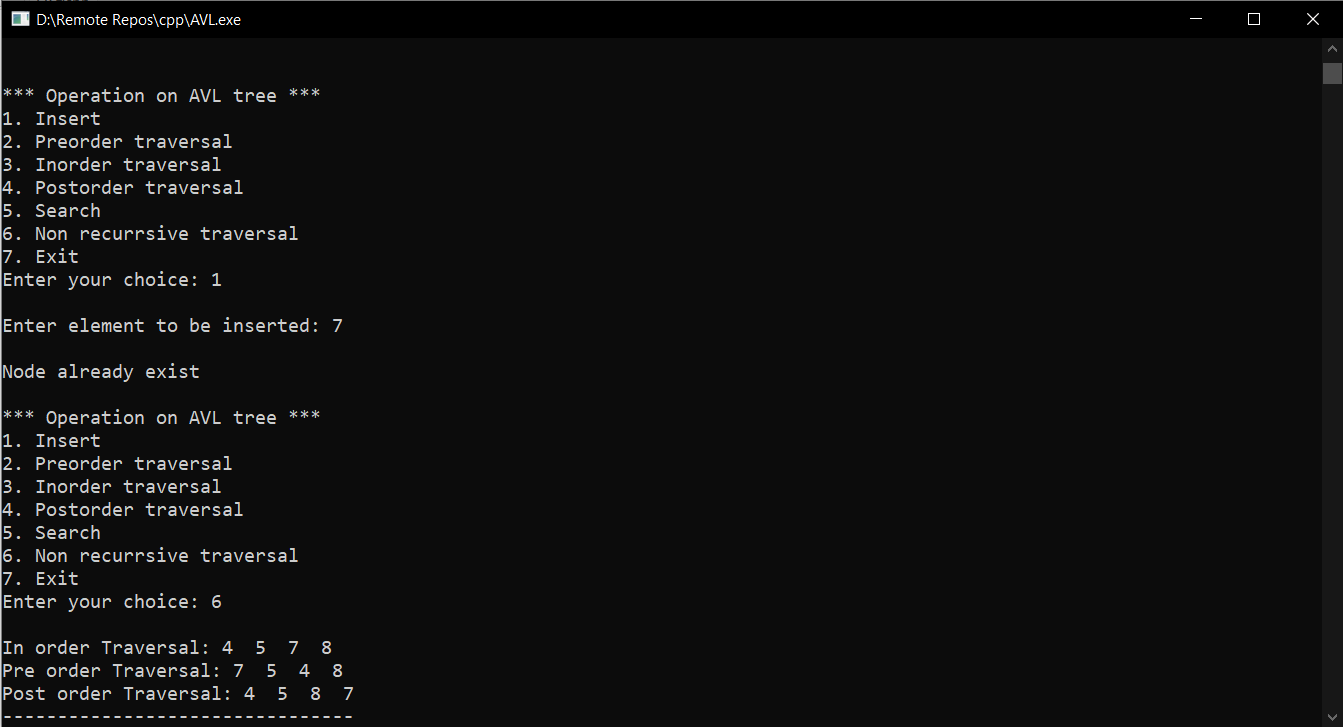 D:\Remote Repos\cpp\AVL.exe
*** Operation on AVL tree ***
1. Insert
2. Preorder traversal
3. Inorder traversal
4. Postorder traversal
5. Search
6. Non recurrsive traversal
7. Exit
Enter your choice: 1
Enter element to be inserted: 7
Node already exist
*** Operation on AVL tree ***
1. Insert
2. Preorder traversal
3. Inorder traversal
4. Postorder traversal
5. Search
6. Non recurrsive traversal
7. Exit
Enter your choice: 6
In order Traversal: 4  5  7  8
Pre order Traversal: 7  5  4  8
Post order Traversal: 4  5  8  7
--------------------------------